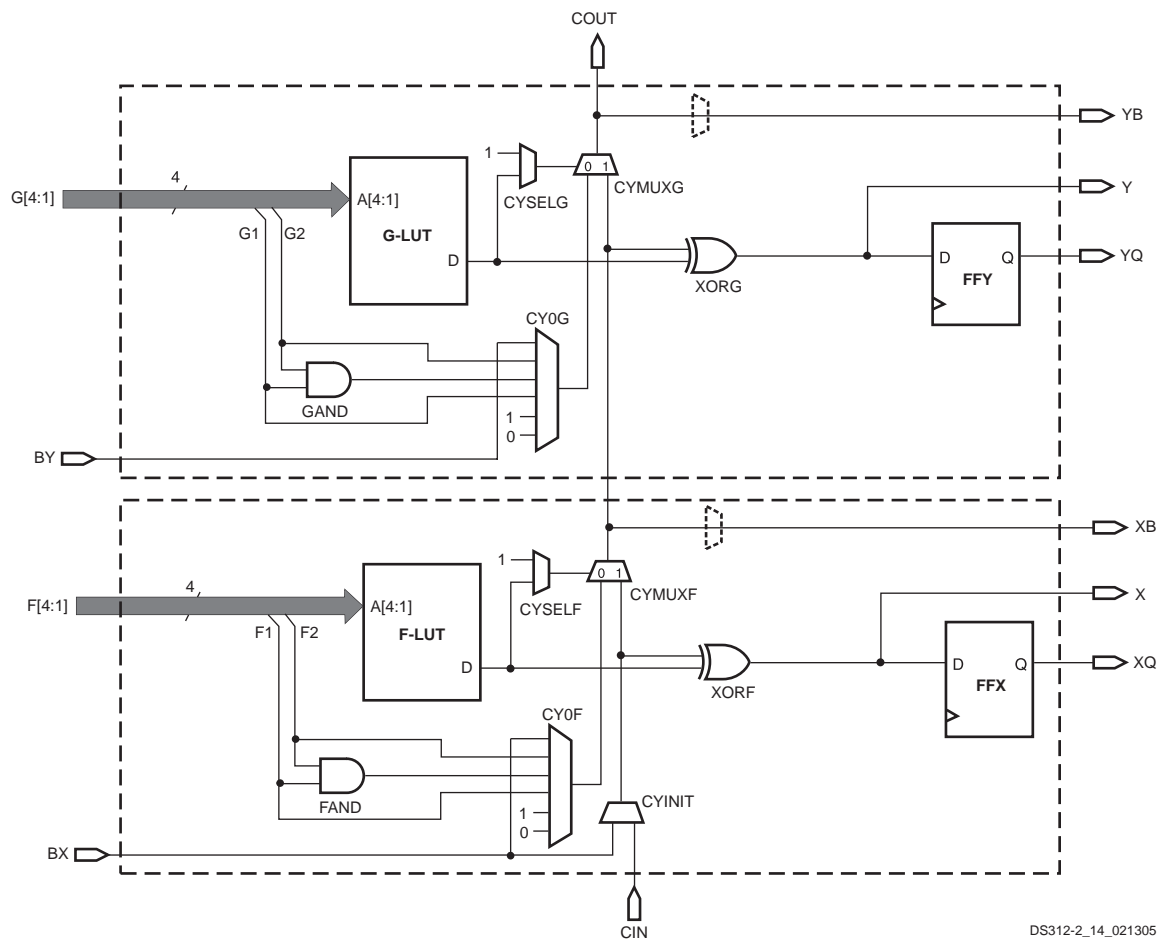 COUT
YB
4
1
0 1
G[4:1]
A[4:1]
CYSELG
CYMUXG
Y
G1
G2
G-LUT
D
XORG
D
Q
YQ
FFY
CY0G
GAND
1
0
BY
XB
1
0 1
4
CYSELF
CYMUXF
X
F[4:1]
A[4:1]
F1
F2
F-LUT
D
XORF
D
Q
XQ
FFX
CY0F
FAND
1
0
CYINIT
BX
CIN
DS312-2_14_021305